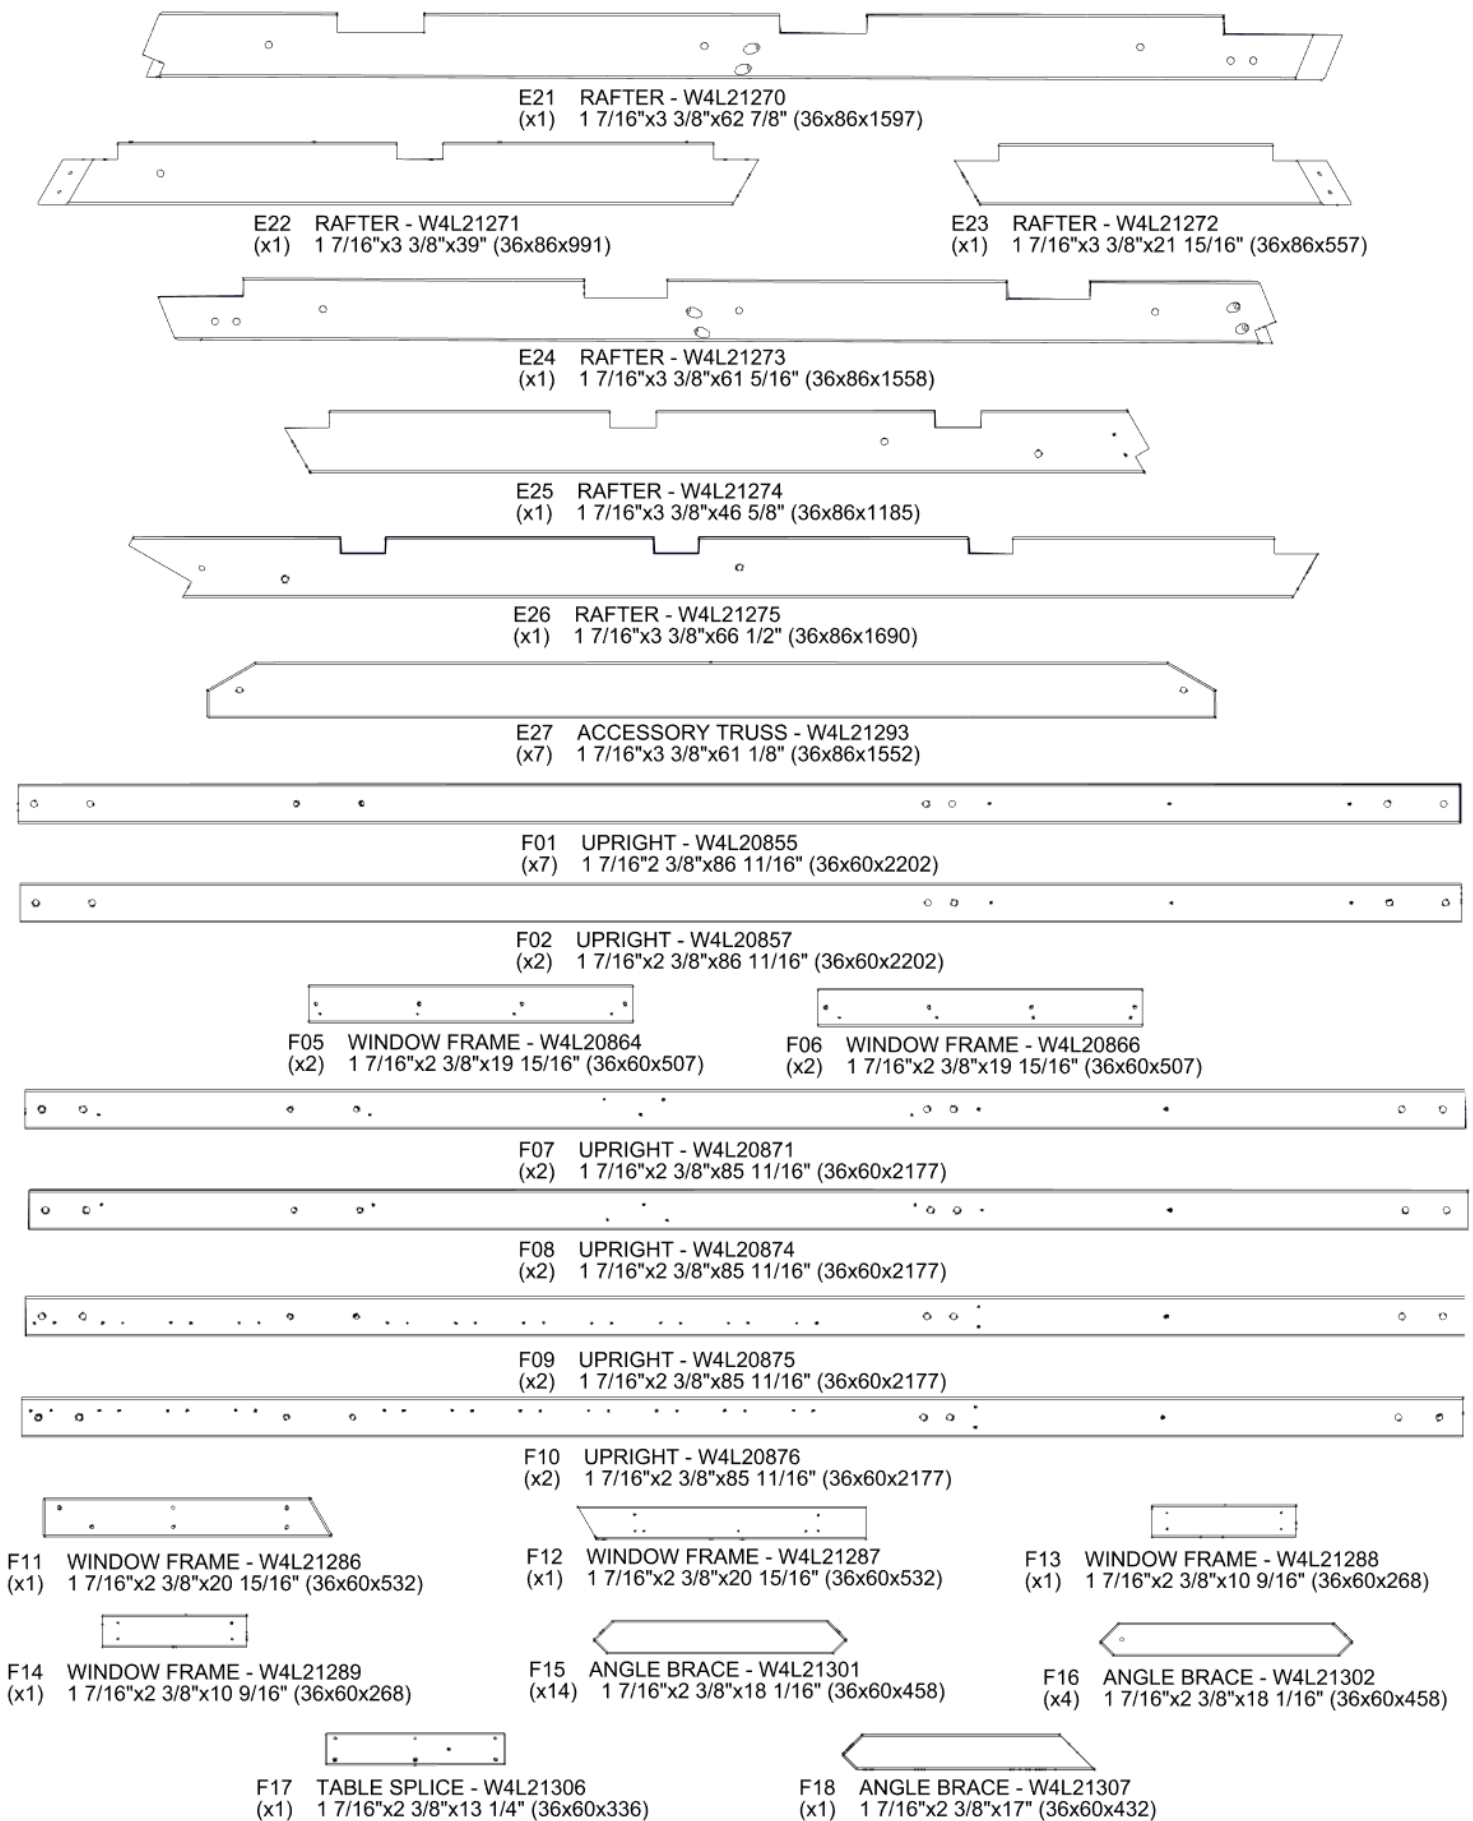 E21 RAFTER - W4L21270
(x1) 1 7/16"x3 3/8"x62 7/8" (36x86x1597)
E22 RAFTER - W4L21271
(x1) 1 7/16"x3 3/8"x39" (36x86x991)
E23 RAFTER - W4L21272
(x1) 1 7/16"x3 3/8"x21 15/16" (36x86x557)
E24 RAFTER - W4L21273
(x1) 1 7/16"x3 3/8"x61 5/16" (36x86x1558)
E25 RAFTER - W4L21274
(x1) 1 7/16"x3 3/8"x46 5/8" (36x86x1185)
E26 RAFTER - W4L21275
(x1) 1 7/16"x3 3/8"x66 1/2" (36x86x1690)
E27 ACCESSORY TRUSS - W4L21293
(x7) 1 7/16"x3 3/8"x61 1/8" (36x86x1552)
F01 UPRIGHT - W4L20855
(x7) 1 7/16"2 3/8"x86 11/16" (36x60x2202)
F02 UPRIGHT - W4L20857
(x2) 1 7/16"x2 3/8"x86 11/16" (36x60x2202)
F05 WINDOW FRAME - W4L20864
(x2) 1 7/16"x2 3/8"x19 15/16" (36x60x507)
F06 WINDOW FRAME - W4L20866
(x2) 1 7/16"x2 3/8"x19 15/16" (36x60x507)
F07 UPRIGHT - W4L20871
(x2) 1 7/16"x2 3/8"x85 11/16" (36x60x2177)
F08 UPRIGHT - W4L20874
(x2) 1 7/16"x2 3/8"x85 11/16" (36x60x2177)
F09 UPRIGHT - W4L20875
(x2) 1 7/16"x2 3/8"x85 11/16" (36x60x2177)
F10 UPRIGHT - W4L20876
(x2) 1 7/16"x2 3/8"x85 11/16" (36x60x2177)
F11 WINDOW FRAME - W4L21286
(x1) 1 7/16"x2 3/8"x20 15/16" (36x60x532)
F12 WINDOW FRAME - W4L21287
(x1) 1 7/16"x2 3/8"x20 15/16" (36x60x532)
F13 WINDOW FRAME - W4L21288
(x1) 1 7/16"x2 3/8"x10 9/16" (36x60x268)
F14 WINDOW FRAME - W4L21289
(x1) 1 7/16"x2 3/8"x10 9/16" (36x60x268)
F15 ANGLE BRACE - W4L21301
(x14) 1 7/16"x2 3/8"x18 1/16" (36x60x458)
F16 ANGLE BRACE - W4L21302
(x4) 1 7/16"x2 3/8"x18 1/16" (36x60x458)
F17 TABLE SPLICE - W4L21306
(x1) 1 7/16"x2 3/8"x13 1/4" (36x60x336)
F18 ANGLE BRACE - W4L21307
(x1) 1 7/16"x2 3/8"x17" (36x60x432)